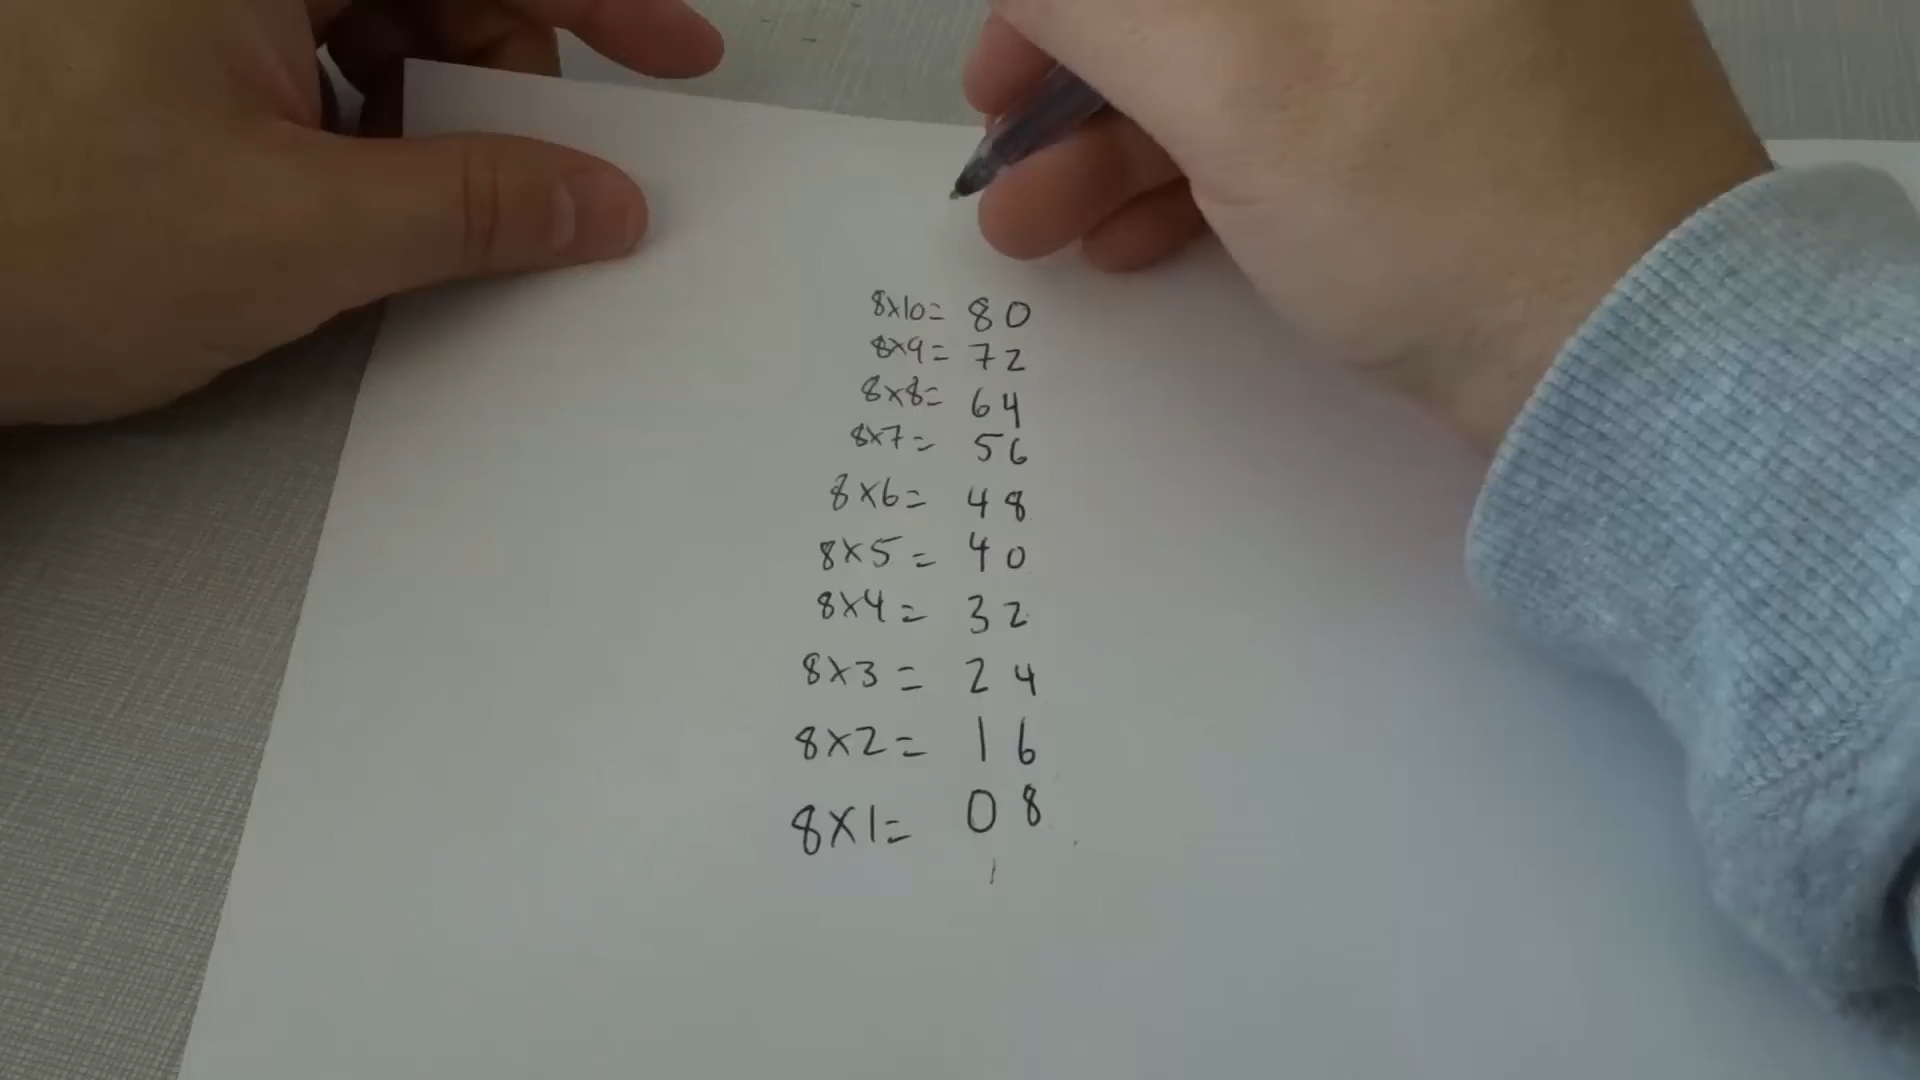 8x10= 80
8x9= 72
8x8= 64
8x7= 56
8x6= 48
8x5= 40
8x4= 32
8x3= 24
8x2= 16
8x1= 08